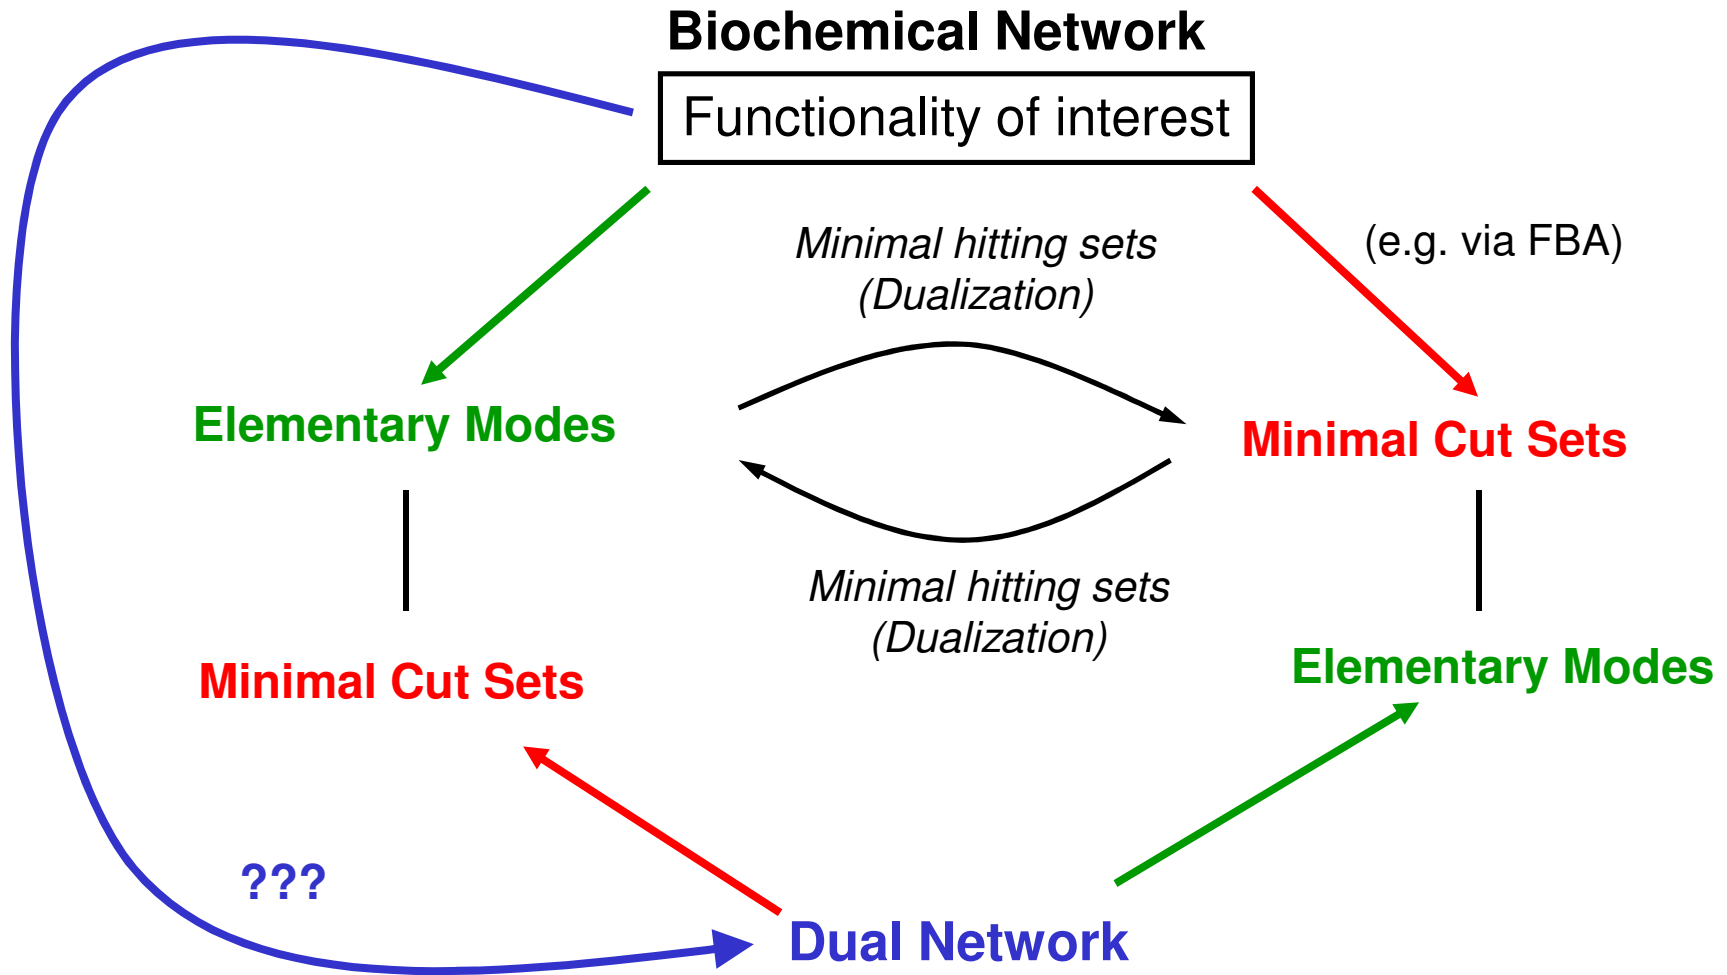 Biochemical Network
Functionality of interest
(e.g. via FBA)
Minimal hitting sets
(Dualization)
Elementary Modes
Minimal Cut Sets
Minimal hitting sets
(Dualization)
Minimal Cut Sets
Elementary Modes
???
Dual Network